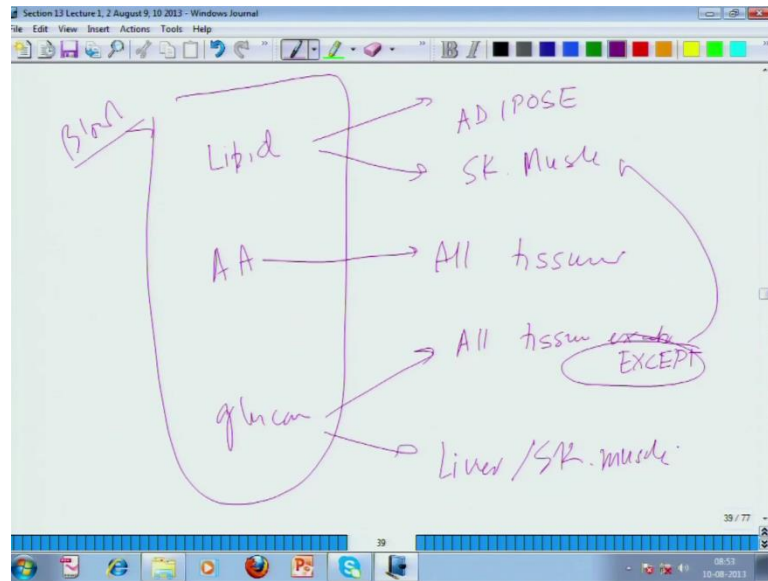 Section 13 Lecture 1, 2 August 9, 10 2013 - Windows Journal
File Edit View Insert Actions Tools Help
B I
Blood
Lipid
ADIPOSE
SK. Muscle
AA
All tissues
All tissue
EXCEPT
glucose
Liver/SK. muscle
39 / 77
39
08:53
10-08-2013